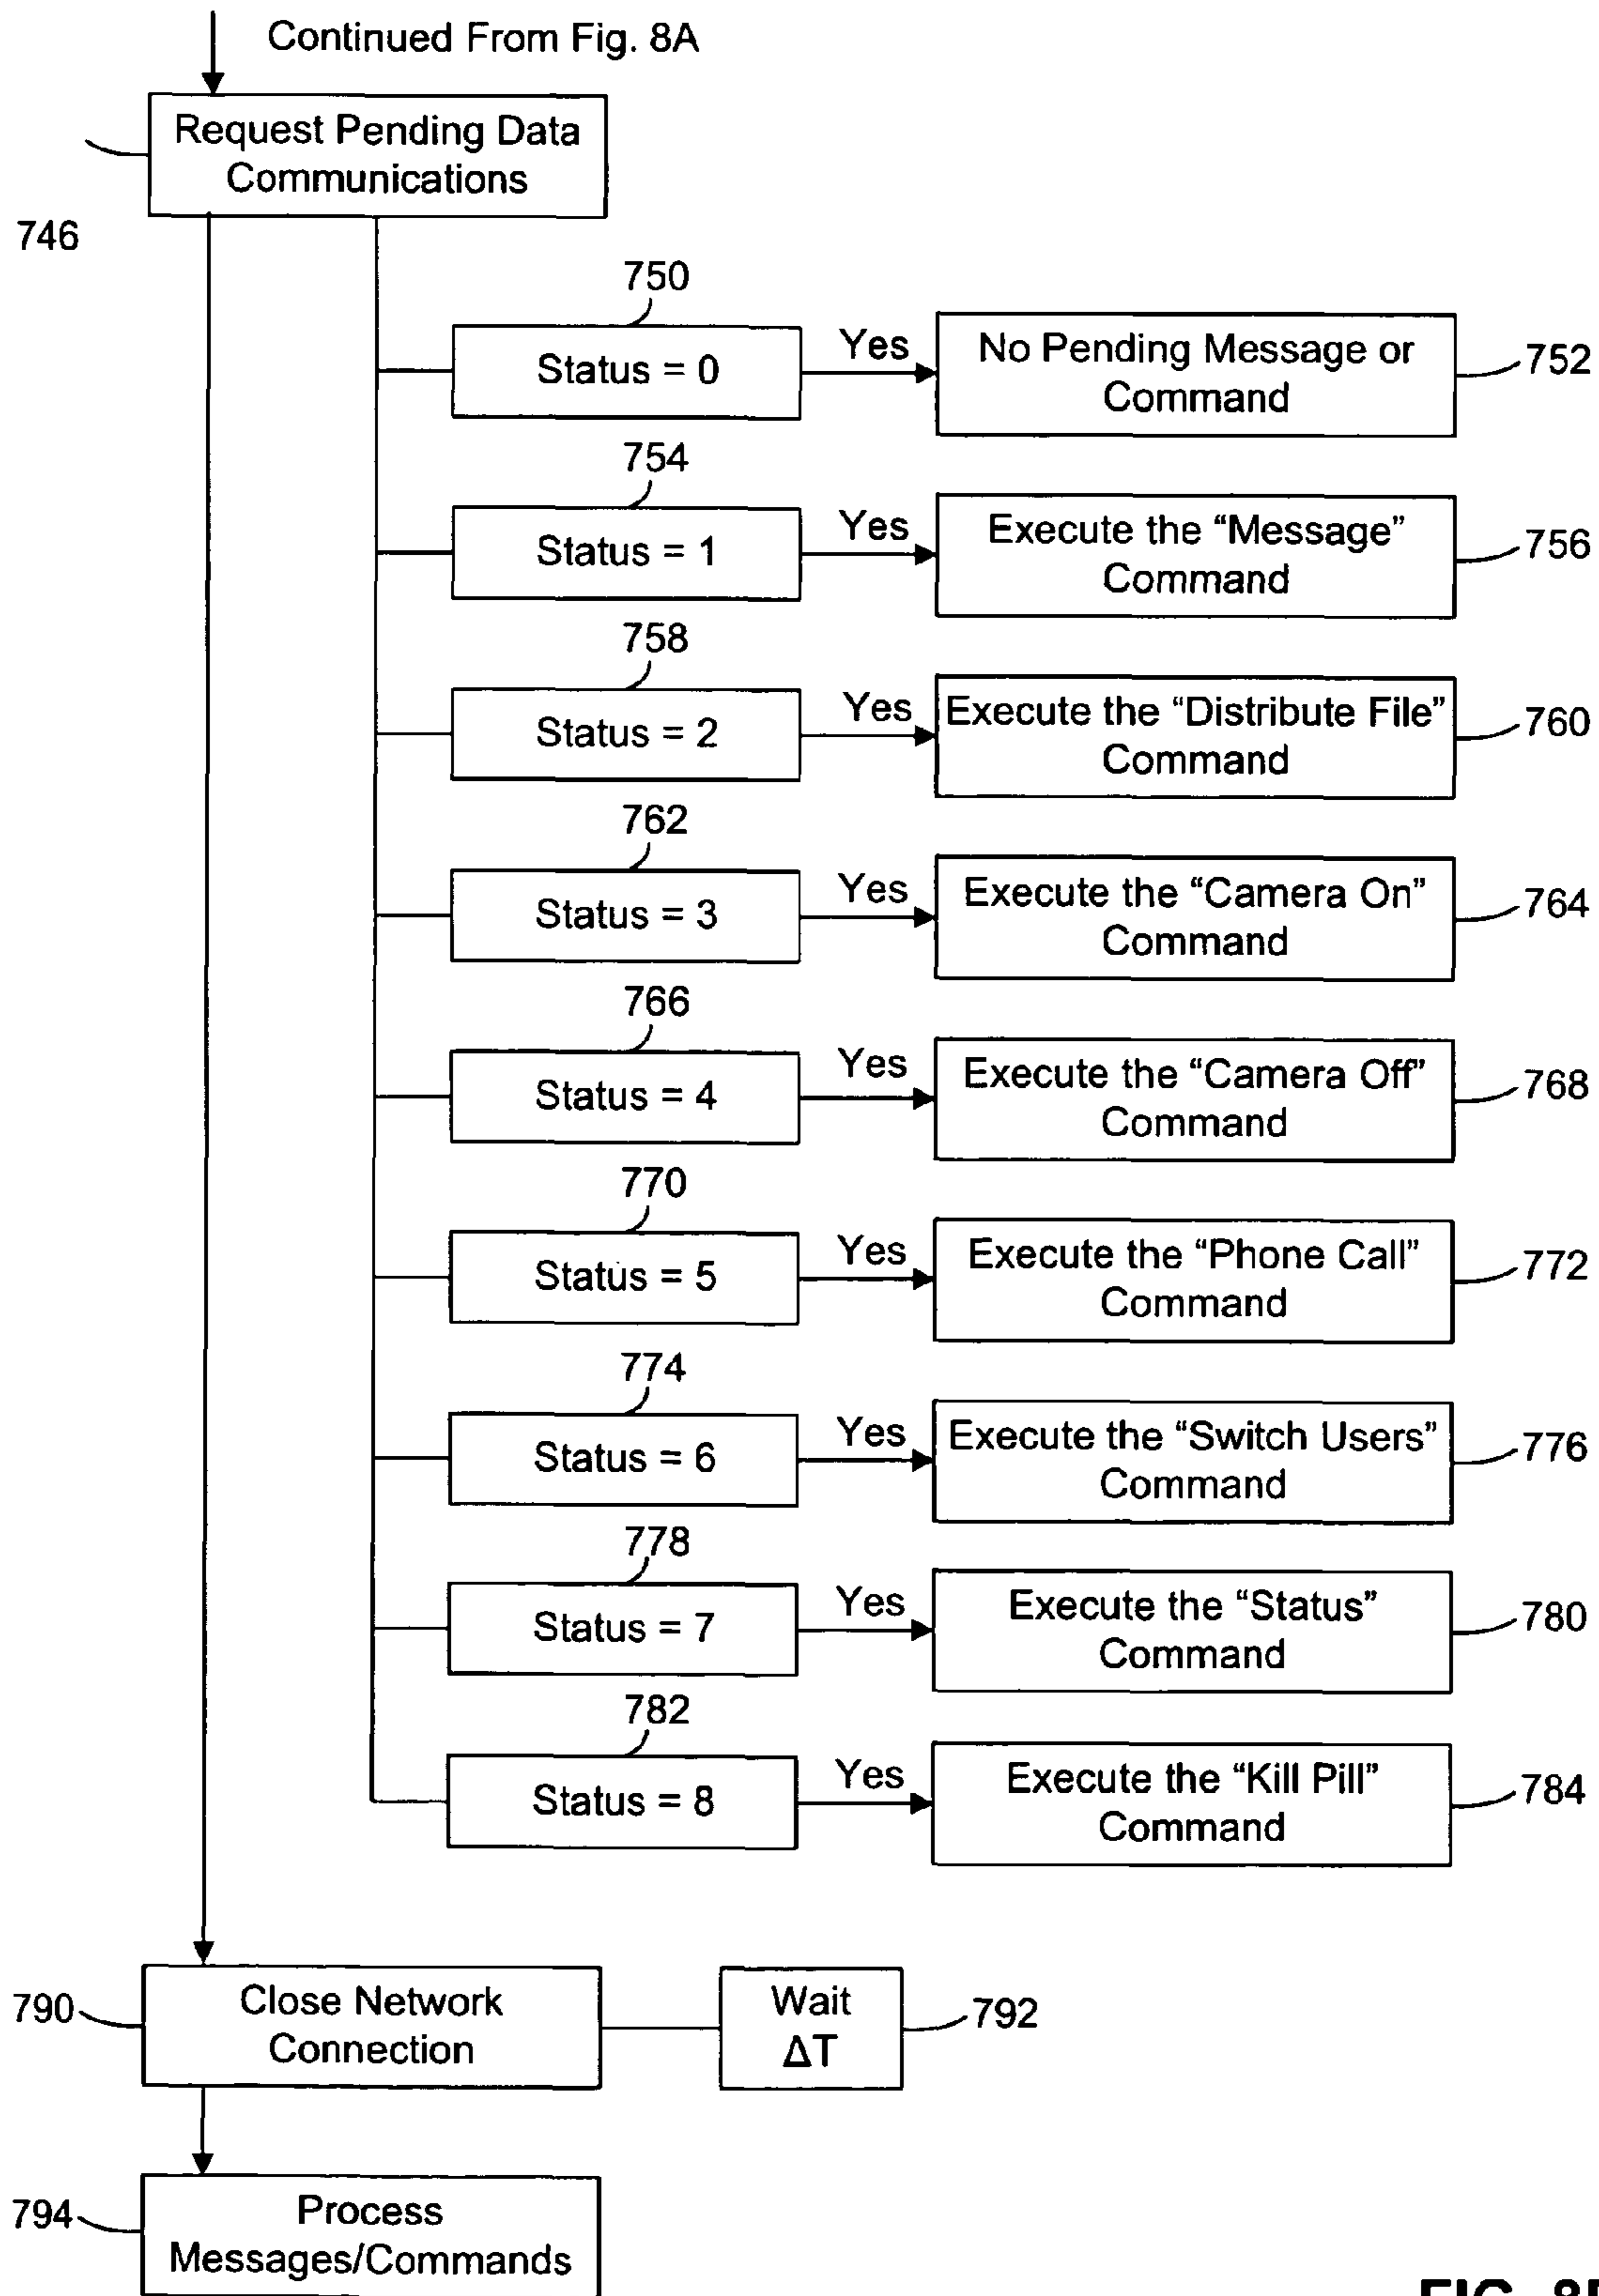 Continued From Fig. 8A
Request Pending Data
Communications
746
750
Status = 0
Yes
No Pending Message or
Command
752
754
Status = 1
Yes
Execute the “Message”
Command
756
758
Status = 2
Yes
Execute the “Distribute File”
Command
760
762
Status = 3
Yes
Execute the “Camera On”
Command
764
766
Status = 4
Yes
Execute the “Camera Off”
Command
768
770
Status = 5
Yes
Execute the “Phone Call”
Command
772
774
Status = 6
Yes
Execute the “Switch Users”
Command
776
778
Status = 7
Yes
Execute the “Status”
Command
780
782
Status = 8
Yes
Execute the “Kill Pill”
Command
784
790
Close Network
Connection
Wait
ΔT
792
794
Process
Messages/Commands
FIG.